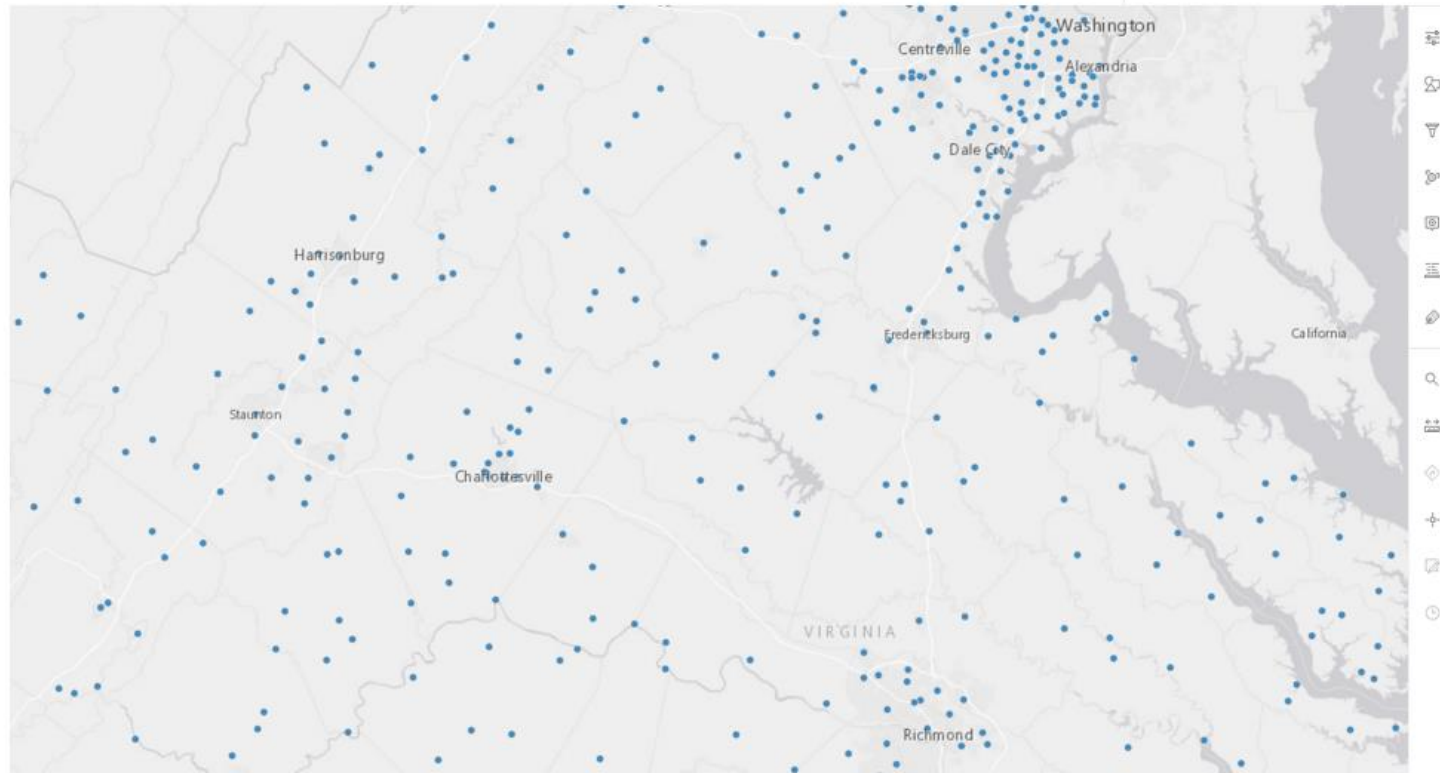 Washington
Centreville
Alexandria
Dale City
Harrisonburg
Fredericksburg
California
Staunton
Charlottesville
VIRGINIA
Richmond